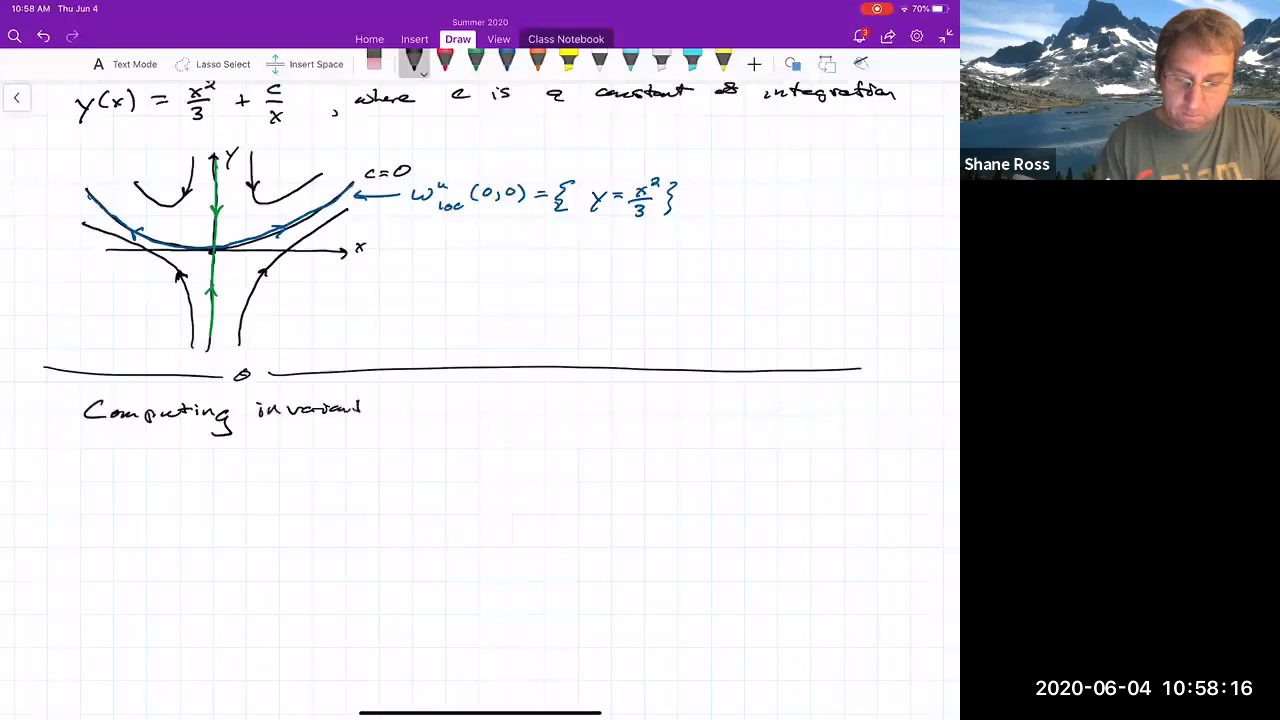 10:58 AM Thu Jun 4
70%
Summer 2020
Home Insert Draw View Class Notebook
3
A Text Mode Lasso Select Insert Space
y(x) = x²/3 + c/x , where c is a constant of integration
y
c=0
Wᵘloc (0,0) = { y = x²/3 }
x
Computing invariant
Shane Ross
2020-06-04 10:58:16